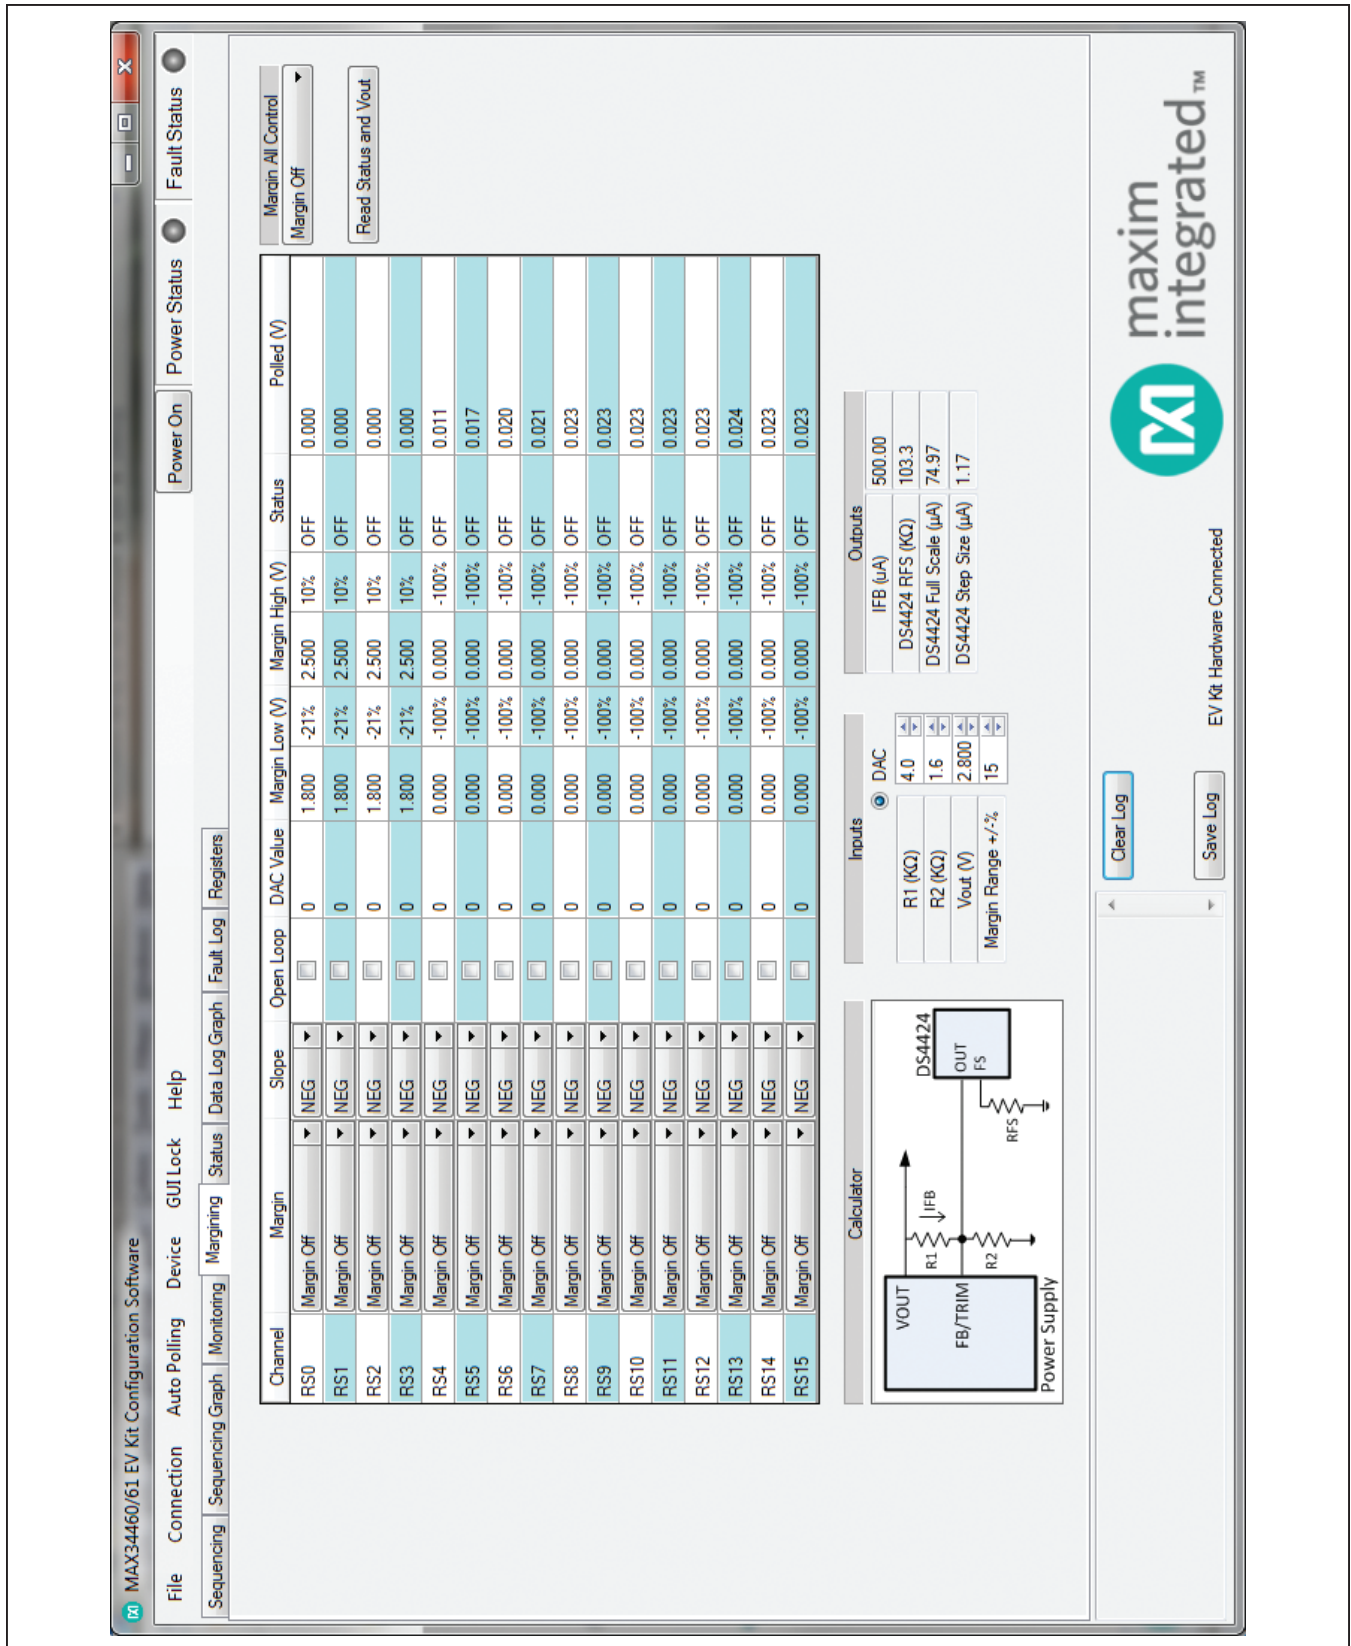 MAX34460/61 EV Kit Configuration Software
File Connection Auto Polling Device GUI Lock Help
Power On Power Status Fault Status
Sequencing Sequencing Graph Monitoring Margining Status Data Log Graph Fault Log Registers
Channel Margin Slope Open Loop DAC Value Margin Low (V) Margin High (V) Status Polled (V)
RS0 Margin Off NEG 0 1.800 -21% 2.500 10% OFF 0.000
RS1 Margin Off NEG 0 1.800 -21% 2.500 10% OFF 0.000
RS2 Margin Off NEG 0 1.800 -21% 2.500 10% OFF 0.000
RS3 Margin Off NEG 0 1.800 -21% 2.500 10% OFF 0.000
RS4 Margin Off NEG 0 0.000 -100% 0.000 -100% OFF 0.011
RS5 Margin Off NEG 0 0.000 -100% 0.000 -100% OFF 0.017
RS6 Margin Off NEG 0 0.000 -100% 0.000 -100% OFF 0.020
RS7 Margin Off NEG 0 0.000 -100% 0.000 -100% OFF 0.021
RS8 Margin Off NEG 0 0.000 -100% 0.000 -100% OFF 0.023
RS9 Margin Off NEG 0 0.000 -100% 0.000 -100% OFF 0.023
RS10 Margin Off NEG 0 0.000 -100% 0.000 -100% OFF 0.023
RS11 Margin Off NEG 0 0.000 -100% 0.000 -100% OFF 0.023
RS12 Margin Off NEG 0 0.000 -100% 0.000 -100% OFF 0.023
RS13 Margin Off NEG 0 0.000 -100% 0.000 -100% OFF 0.024
RS14 Margin Off NEG 0 0.000 -100% 0.000 -100% OFF 0.023
RS15 Margin Off NEG 0 0.000 -100% 0.000 -100% OFF 0.023
Margin All Control
Margin Off
Read Status and Vout
Calculator
VOUT
FB/TRIM
Power Supply
R1
IFB
R2
DS4424
OUT
FS
RFS
Inputs
DAC
R1 (KΩ) 4.0
R2 (KΩ) 1.6
Vout (V) 2.800
Margin Range +/-% 15
Outputs
IFB (µA) 500.00
DS4424 RFS (KΩ) 103.3
DS4424 Full Scale (µA) 74.97
DS4424 Step Size (µA) 1.17
Clear Log
Save Log
EV Kit Hardware Connected
maxim
integrated™